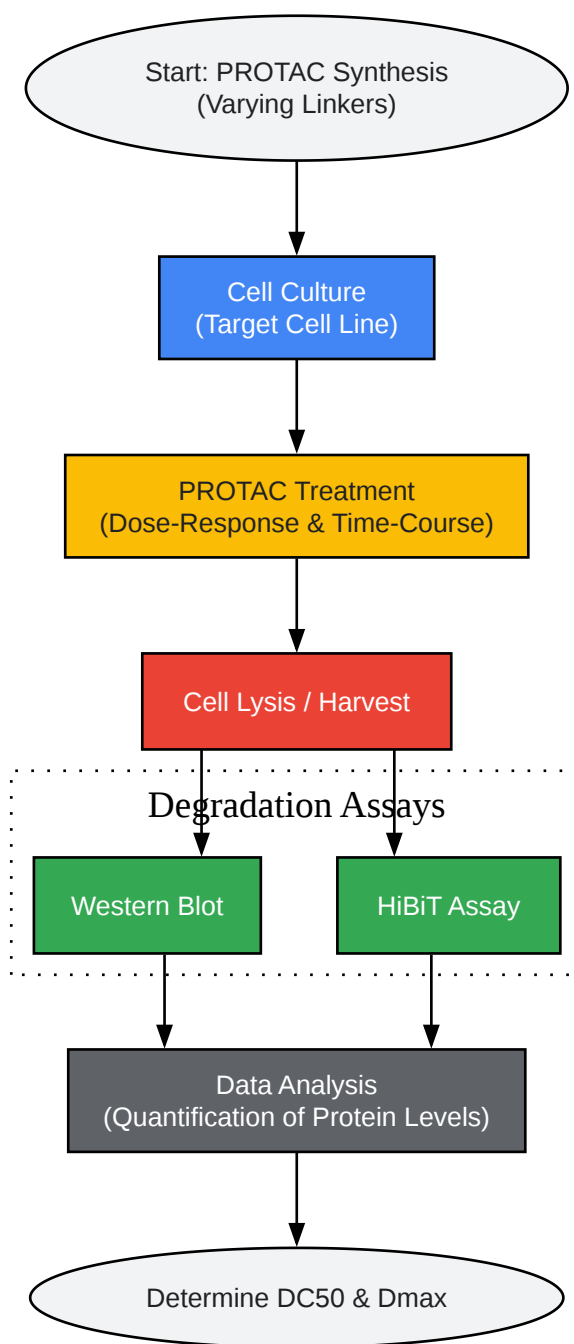 Start: PROTAC Synthesis
(Varying Linkers)
Cell Culture
(Target Cell Line)
PROTAC Treatment
(Dose-Response & Time-Course)
Cell Lysis / Harvest
Degradation Assays
Western Blot
HiBiT Assay
Data Analysis
(Quantification of Protein Levels)
Determine DC50 & Dmax